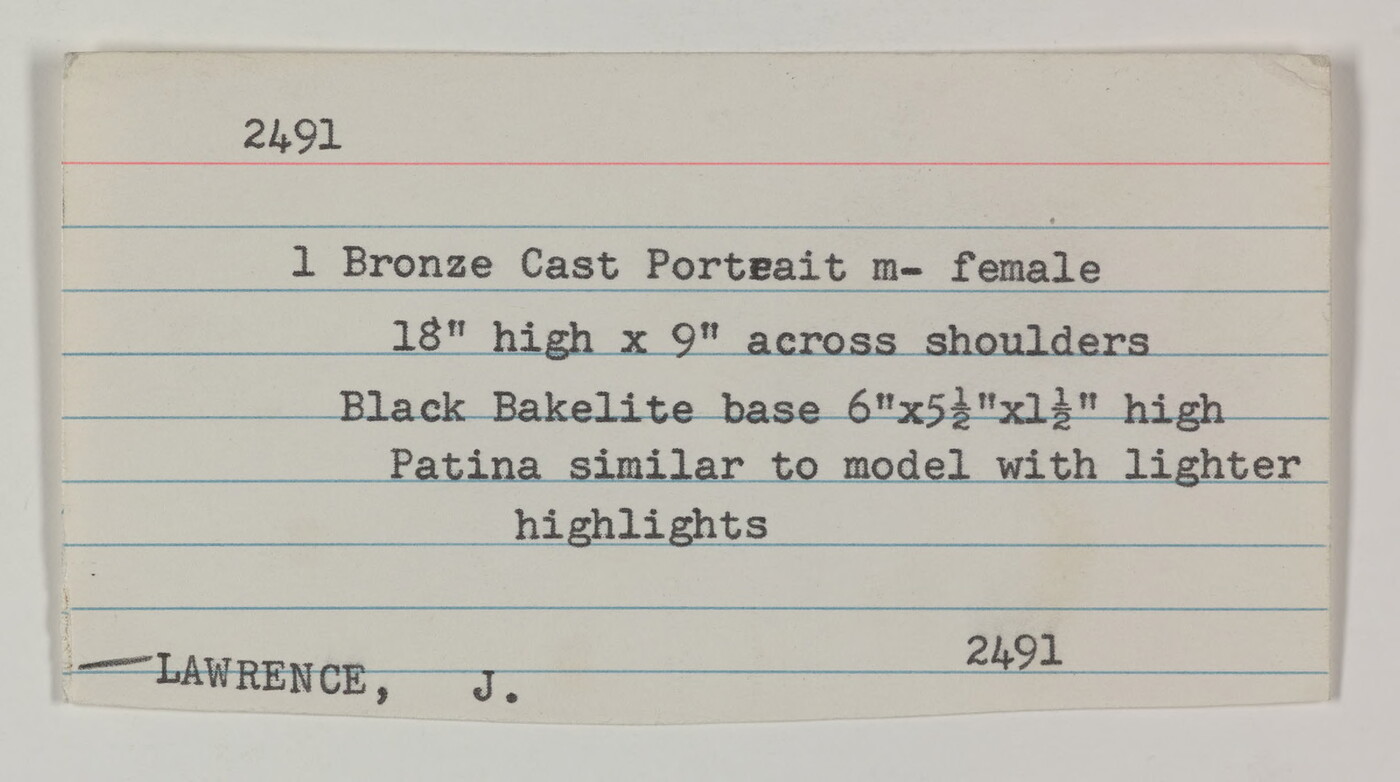 2491
1 Bronze Cast Portrait m- female
18" high x 9" across shoulders
Black Bakelite base 6"x5½"x1½" high
Patina similar to model with lighter
highlights
2491
LAWRENCE, J.